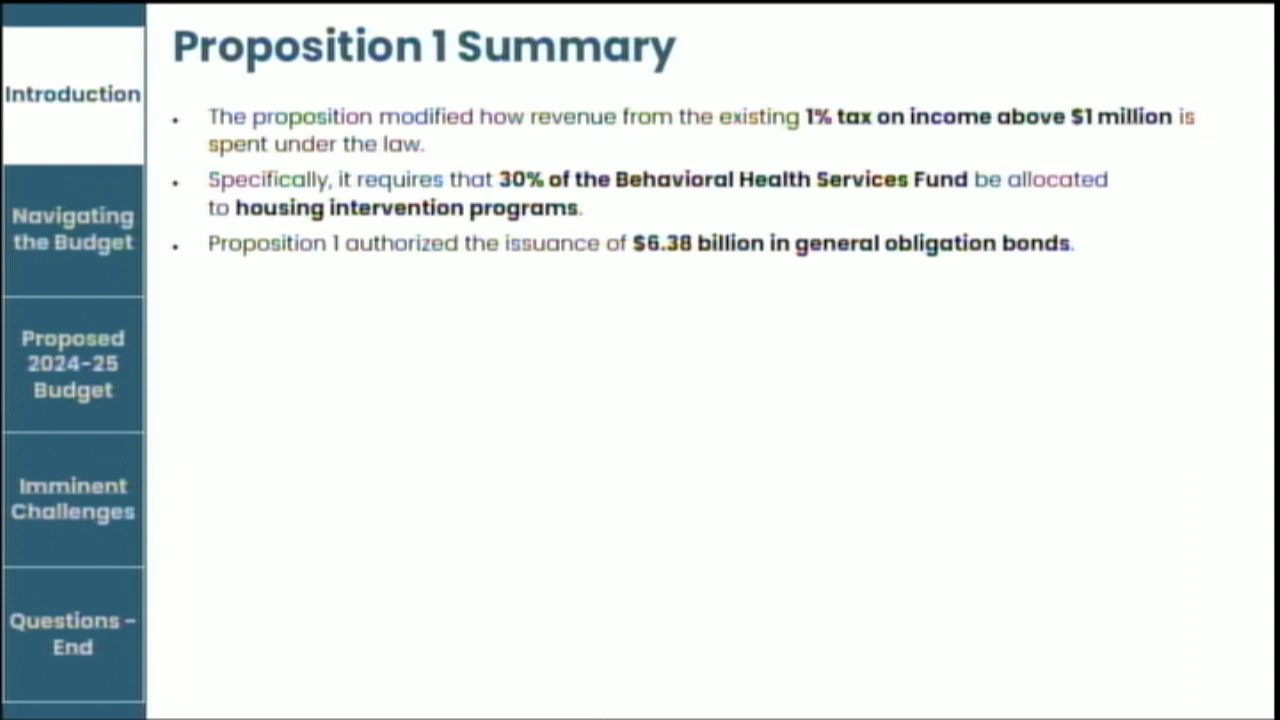 Introduction
Navigating
the Budget
Proposed
2024-25
Budget
Imminent
Challenges
Questions -
End
Proposition 1 Summary
• The proposition modified how revenue from the existing 1% tax on income above $1 million is
spent under the law.
• Specifically, it requires that 30% of the Behavioral Health Services Fund be allocated
to housing intervention programs.
• Proposition 1 authorized the issuance of $6.38 billion in general obligation bonds.